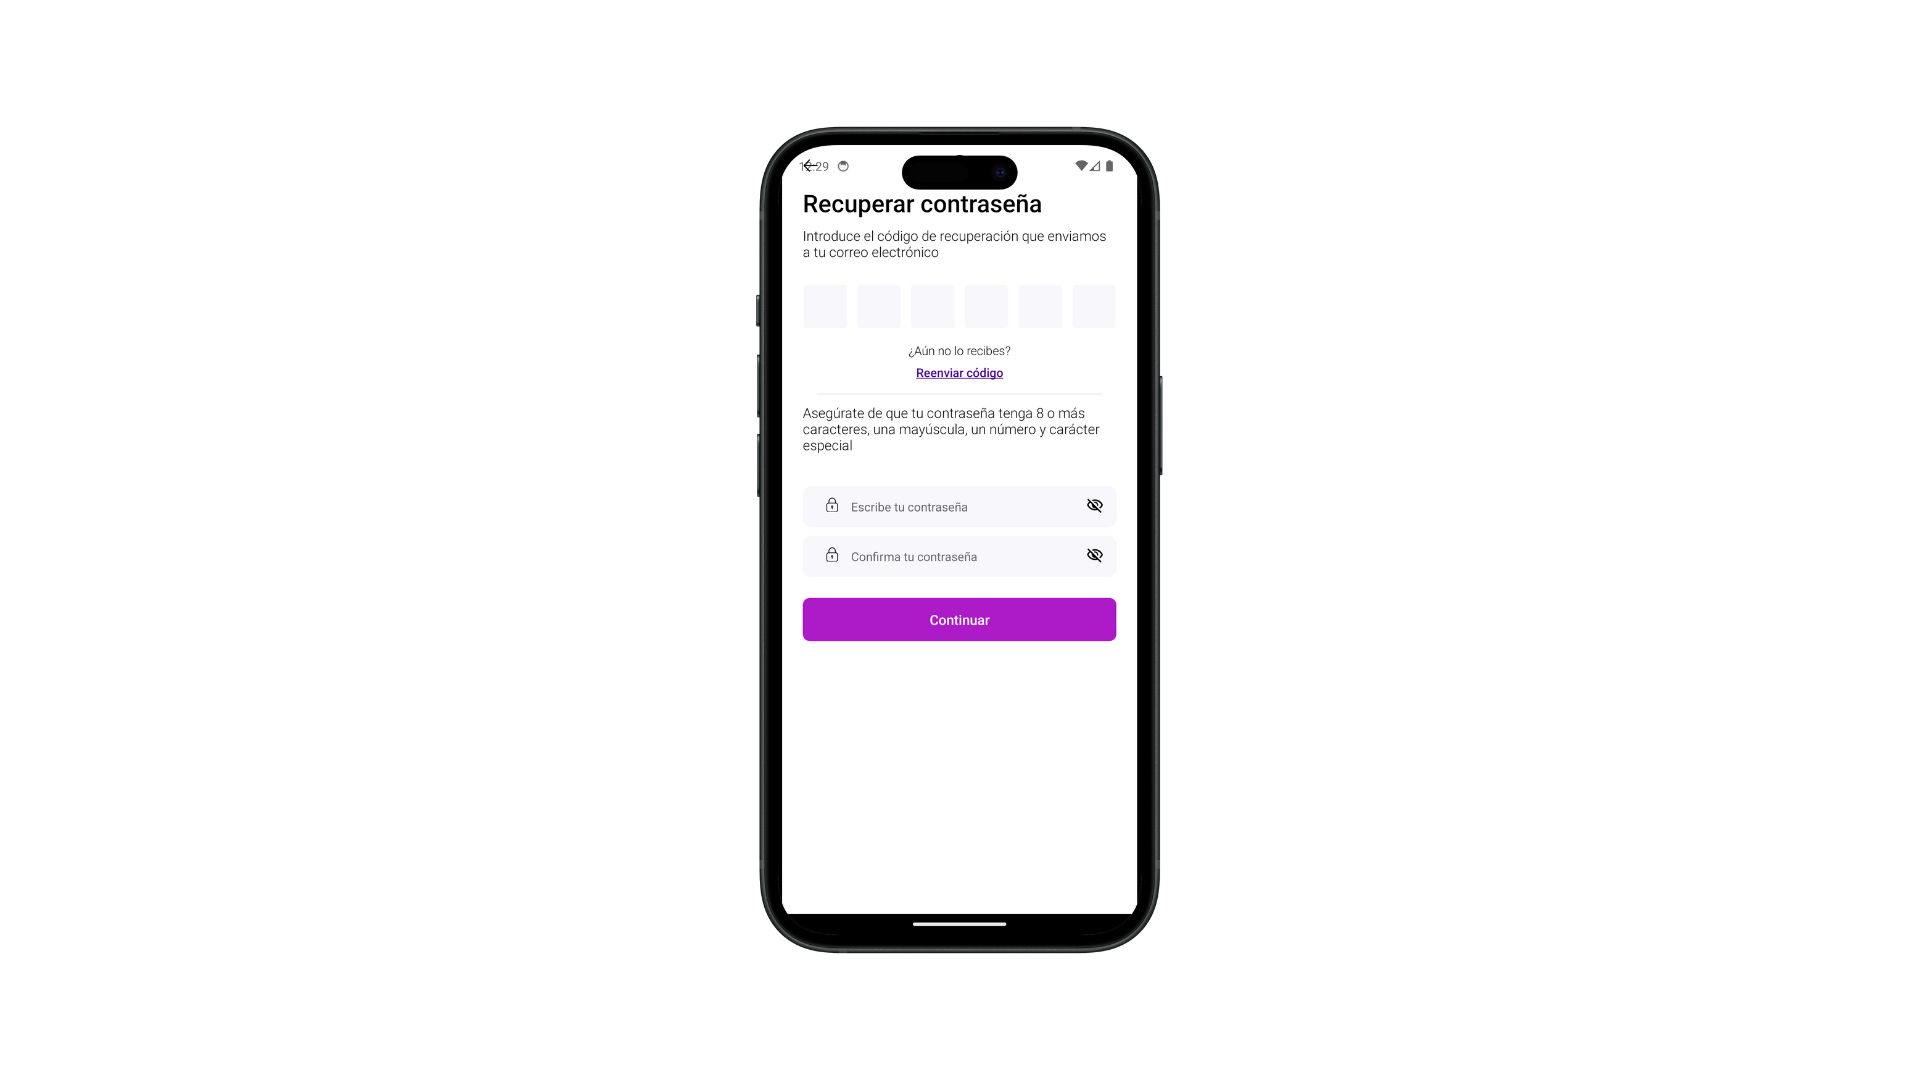 :29
Recuperar contraseña
Introduce el código de recuperación que enviamos
a tu correo electrónico
¿Aún no lo recibes?
Reenviar código
Asegúrate de que tu contraseña tenga 8 o más
caracteres, una mayúscula, un número y carácter
especial
Escribe tu contraseña
Confirma tu contraseña
Continuar